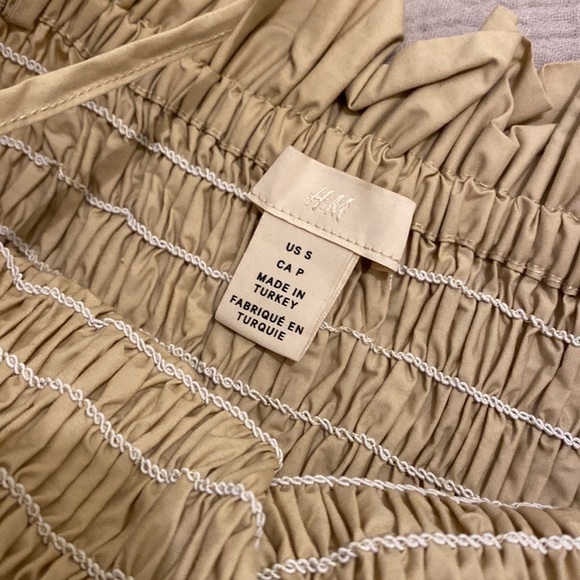 H&M
US S
CA P
MADE IN
TURKEY
FABRIQUÉ EN
TURQUIE